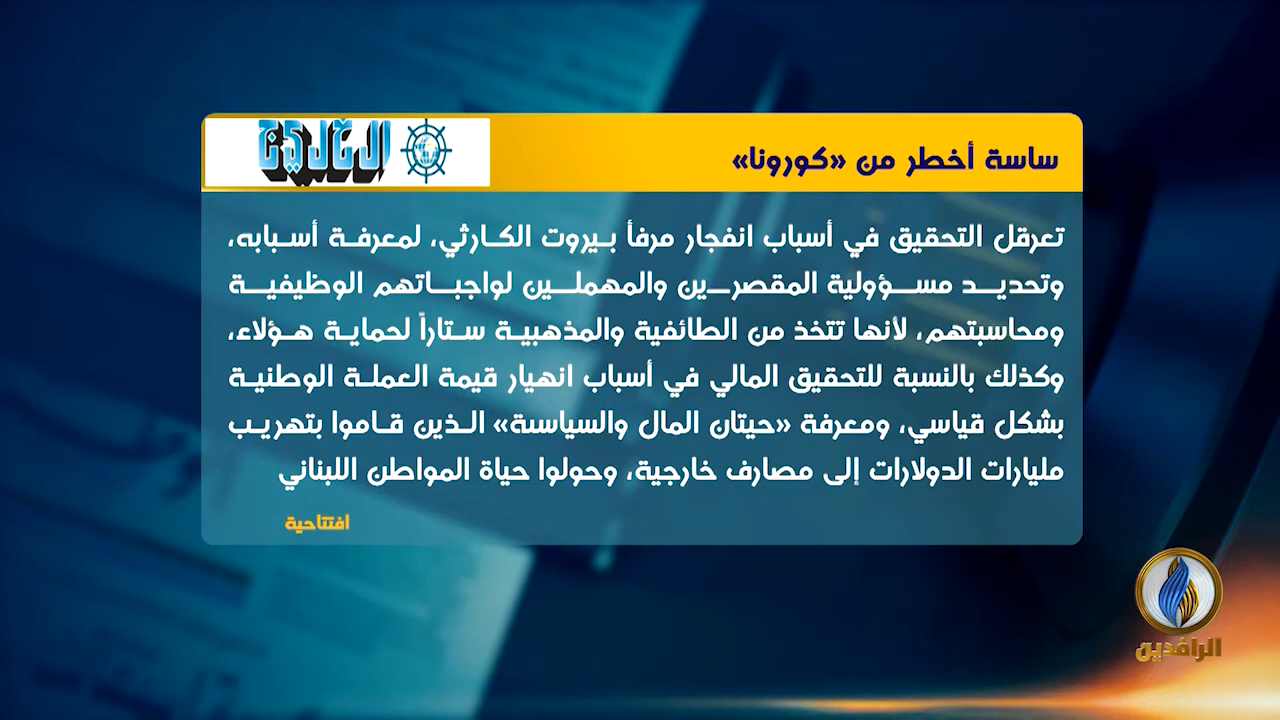 ساسة أخطر من «كورونا»
الخليج
تعرقل التحقيق في أسباب انفجار مرفأ بيروت الكارثي، لمعرفة أسبابه،
وتحديد مسؤولية المقصرين والمهملين لواجباتهم الوظيفية
ومحاسبتهم، لأنها تتخذ من الطائفية والمذهبية ستاراً لحماية هؤلاء،
وكذلك بالنسبة للتحقيق المالي في أسباب انهيار قيمة العملة الوطنية
بشكل قياسي، ومعرفة «حيتان المال والسياسة» الذين قاموا بتهريب
مليارات الدولارات إلى مصارف خارجية، وحولوا حياة المواطن اللبناني
افتتاحية
الرافدين